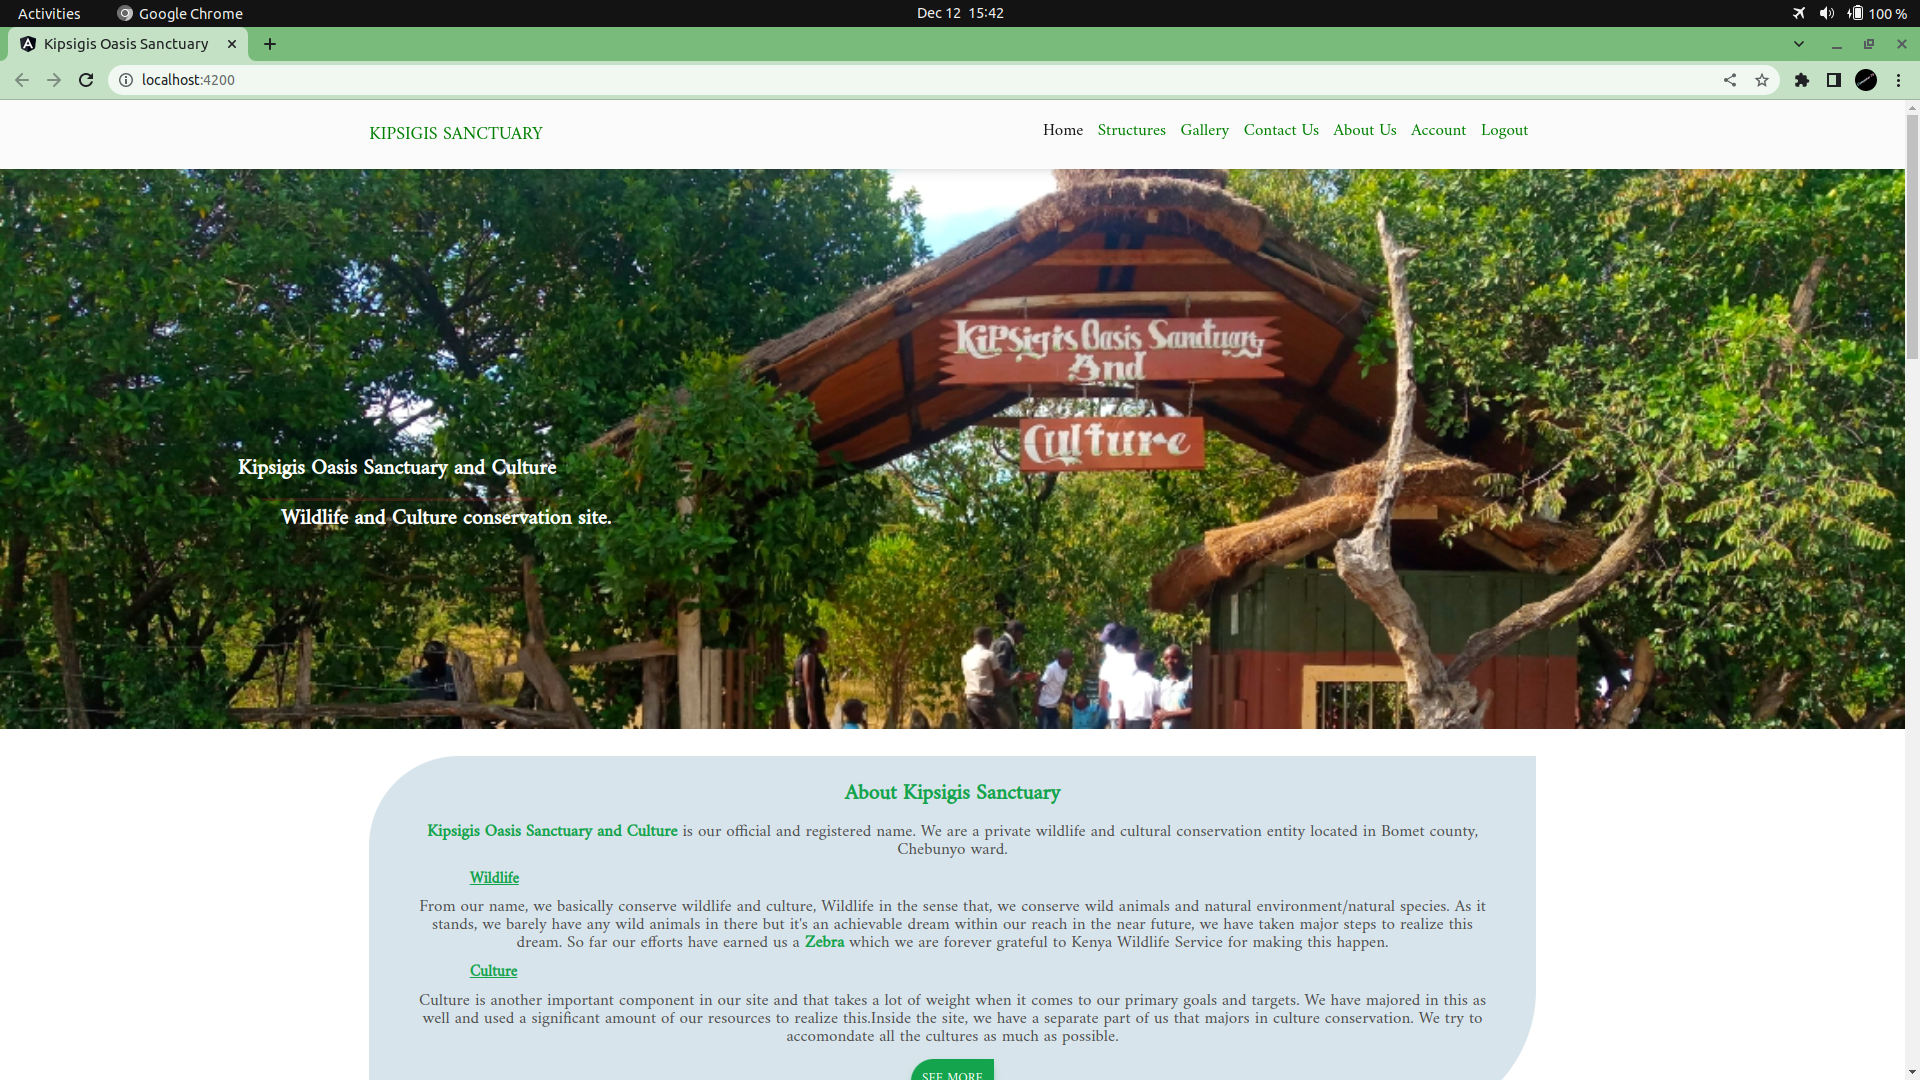 Activities
Google Chrome
Dec 12 15:42
100 %
Kipsigis Oasis Sanctuary
localhost:4200
KIPSIGIS SANCTUARY
Home Structures Gallery Contact Us About Us Account Logout
KiPSigis Oasis Sanctuary
And
Culture
Kipsigis Oasis Sanctuary and Culture
Wildlife and Culture conservation site.
About Kipsigis Sanctuary
Kipsigis Oasis Sanctuary and Culture is our official and registered name. We are a private wildlife and cultural conservation entity located in Bomet county,
Chebunyo ward.
Wildlife
From our name, we basically conserve wildlife and culture, Wildlife in the sense that, we conserve wild animals and natural environment/natural species. As it
stands, we barely have any wild animals in there but it's an achievable dream within our reach in the near future, we have taken major steps to realize this
dream. So far our efforts have earned us a Zebra which we are forever grateful to Kenya Wildlife Service for making this happen.
Culture
Culture is another important component in our site and that takes a lot of weight when it comes to our primary goals and targets. We have majored in this as
well and used a significant amount of our resources to realize this.Inside the site, we have a separate part of us that majors in culture conservation. We try to
accomondate all the cultures as much as possible.
SEE MORE